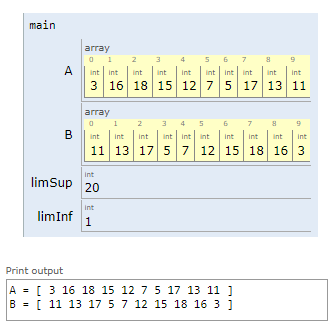 main
array
0 1 2 3 4 5 6 7 8 9
A int int int int int int int int int int
3 16 18 15 12 7 5 17 13 11
array
0 1 2 3 4 5 6 7 8 9
B int int int int int int int int int int
11 13 17 5 7 12 15 18 16 3
int
limSup 20
int
limInf 1
Print output
A = [ 3 16 18 15 12 7 5 17 13 11 ]
B = [ 11 13 17 5 7 12 15 18 16 3 ]